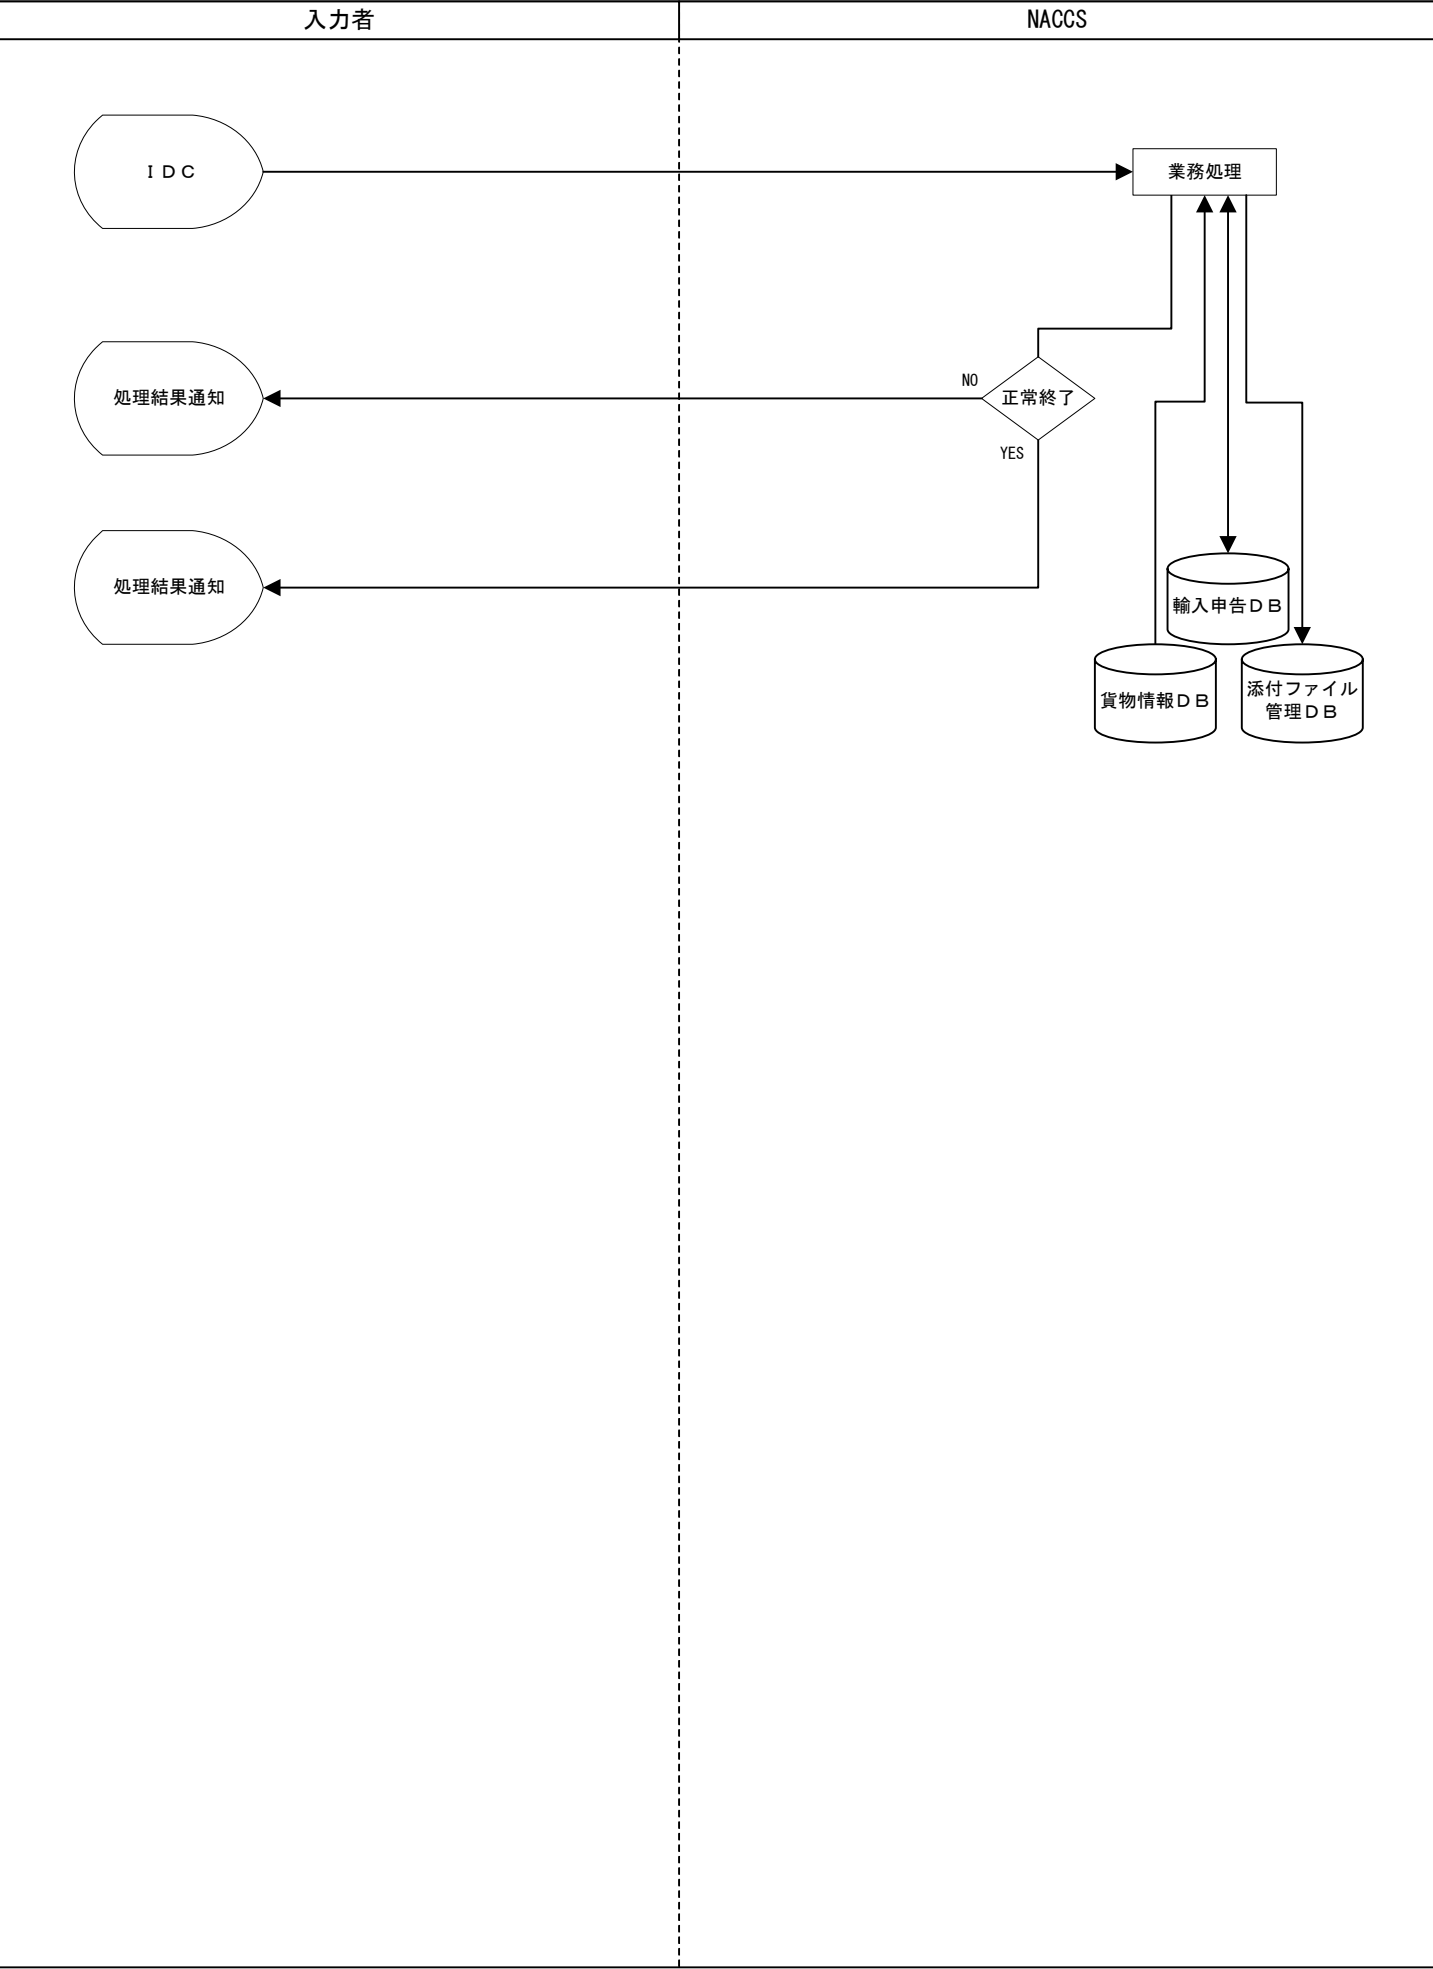 入力者
NACCS
ＩＤＣ
業務処理
処理結果通知
NO
正常終了
YES
処理結果通知
輸入申告ＤＢ
貨物情報ＤＢ
添付ファイル
管理ＤＢ